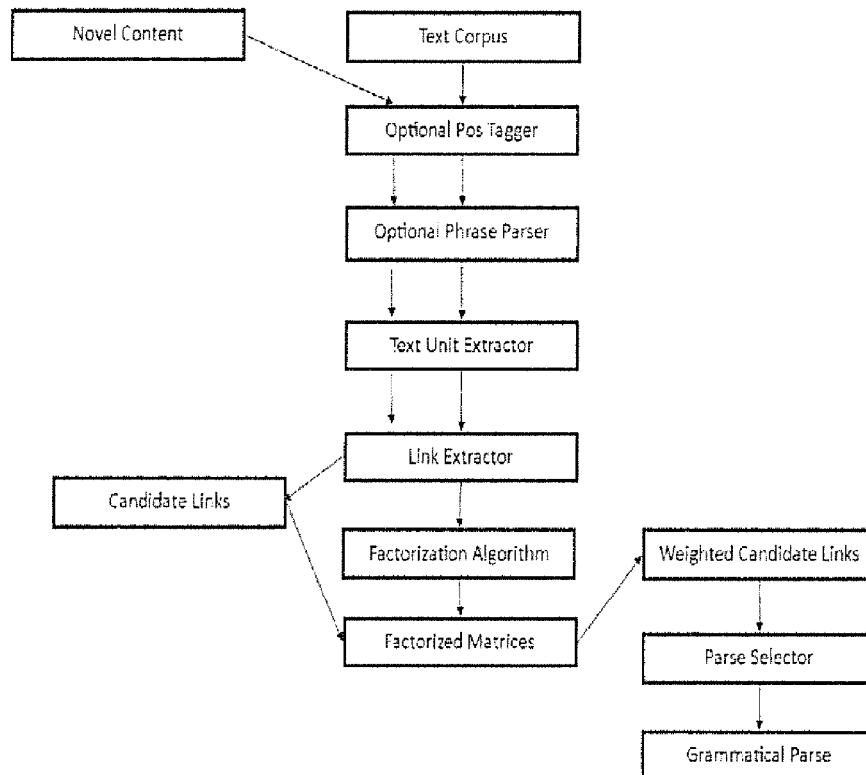 Novel Content
Text Corpus
Optional Pos Tagger
Optional Phrase Parser
Text Unit Extractor
Link Extractor
Candidate Links
Factorization Algorithm
Weighted Candidate Links
Factorized Matrices
Parse Selector
Grammatical Parse